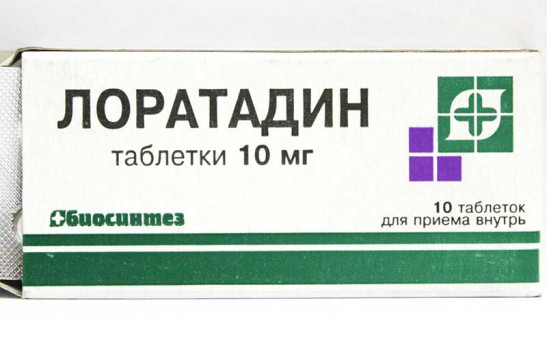 ЛОРАТАДИН
таблетки 10 мг
биосинтез
10 таблеток
для приема внутрь